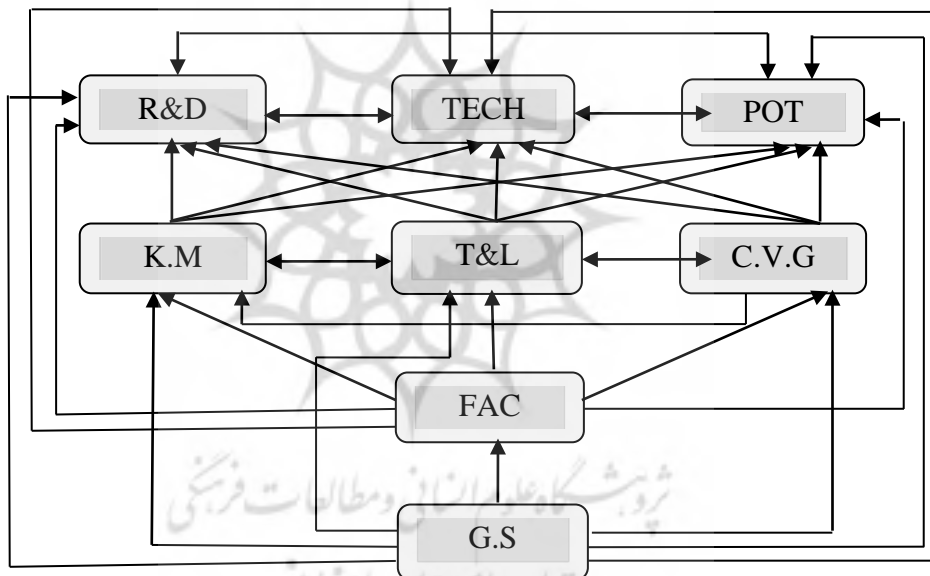 R&D
TECH
POT
K.M
T&L
C.V.G
FAC
پژوهشگاه علوم انسانی و مطالعات فرهنگی
G.S